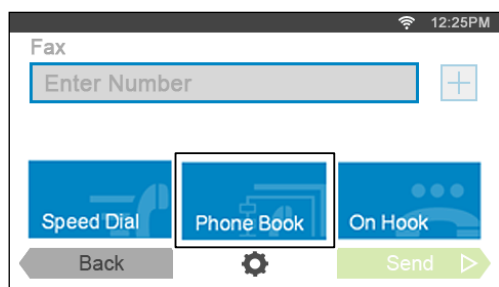 12:25PM
Fax
Enter Number
Speed Dial
Phone Book
On Hook
Back
Send